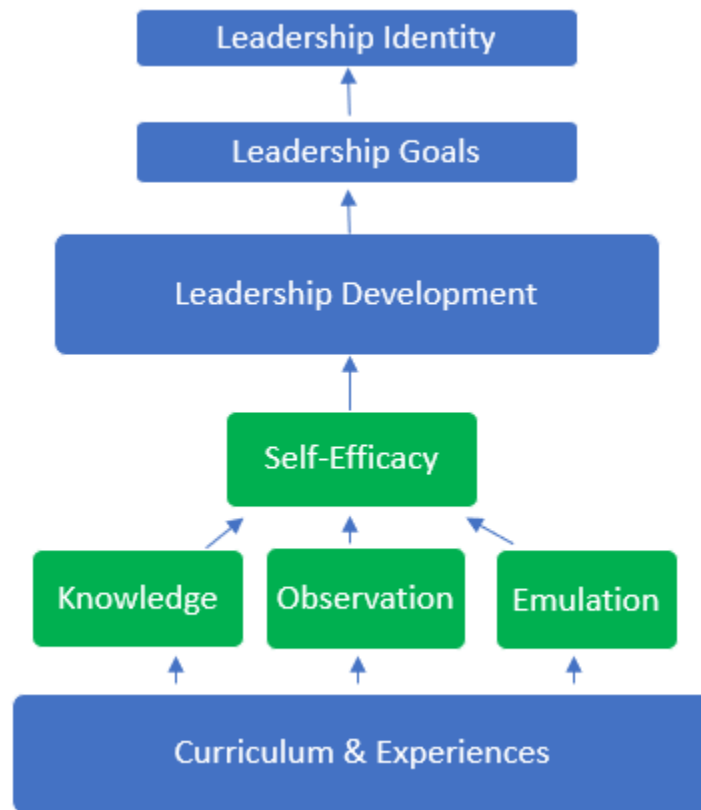 Leadership Identity
Leadership Goals
Leadership Development
Self-Efficacy
Knowledge
Observation
Emulation
Curriculum & Experiences